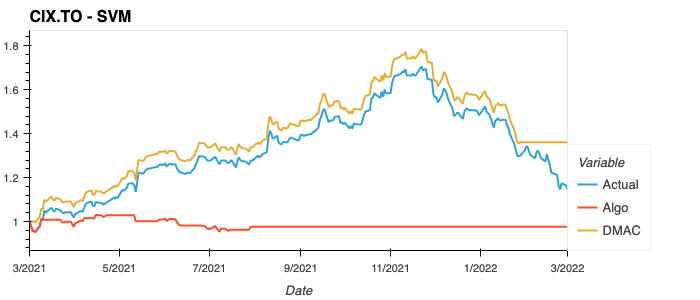 CIX.TO - SVM
1.8
1.6
1.4
1.2
1
3/2021 5/2021 7/2021 9/2021 11/2021 1/2022 3/2022
Date
Variable
Actual
Algo
DMAC